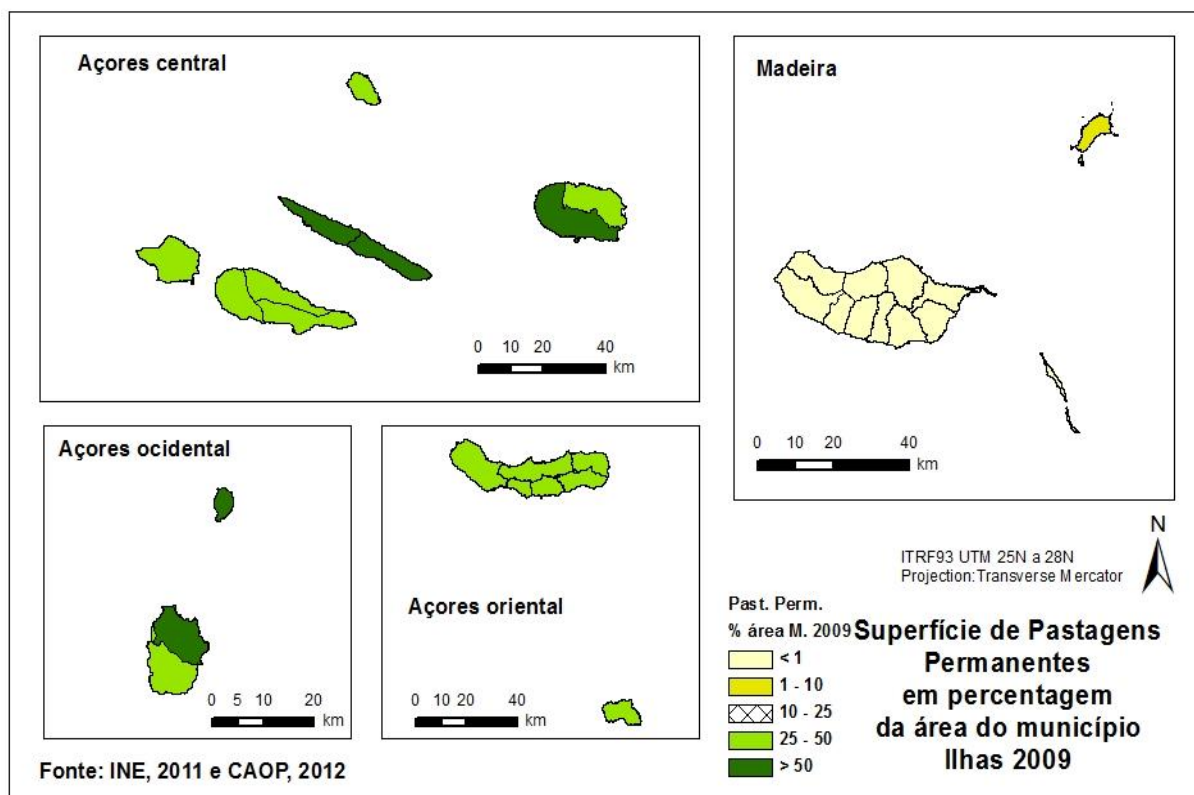 Açores central
0 10 20 40
km
Madeira
0 10 20 40
km
Açores ocidental
0 5 10 20
km
Açores oriental
0 10 20 40
km
N
ITRF93 UTM 25N a 28N
Projection:Transverse Mercator
Past. Perm.
% área M. 2009
< 1
1 - 10
10 - 25
25 - 50
> 50
Superfície de Pastagens
Permanentes
em percentagem
da área do município
Ilhas 2009
Fonte: INE, 2011 e CAOP, 2012